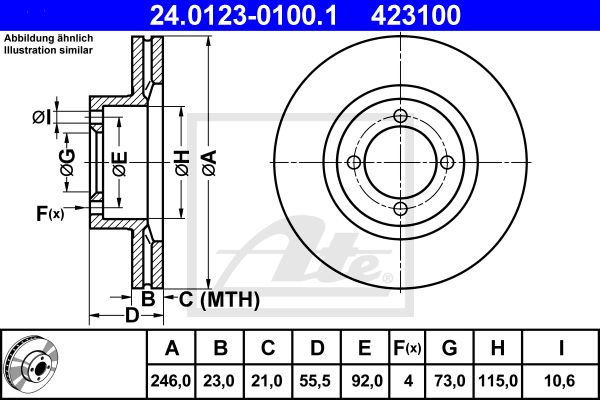 24.0123-0100.1 423100
Abbildung ähnlich
Illustration similar
ØI
ØG
ØE
ØH
ØA
F(x)
B
C (MTH)
D
Ate
A B C D E F(x) G H I
246,0 23,0 21,0 55,5 92,0 4 73,0 115,0 10,6